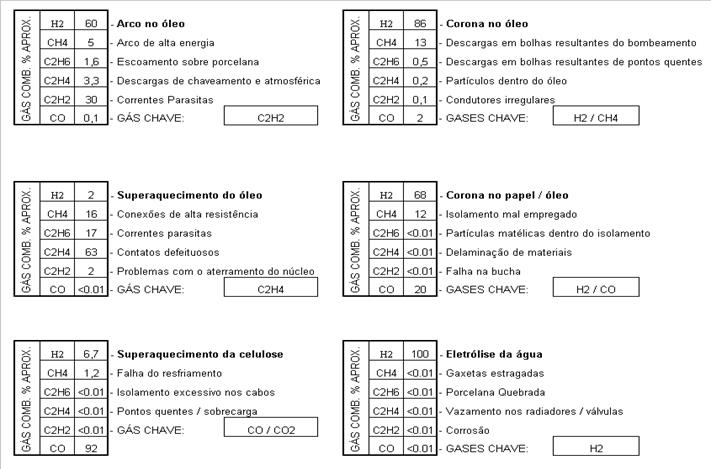 GÁS COMB. % APROX.
H2 60 - Arco no óleo
CH4 5 - Arco de alta energia
C2H6 1,6 - Escoamento sobre porcelana
C2H4 3,3 - Descargas de chaveamento e atmosférica
C2H2 30 - Correntes Parasitas
CO 0,1 - GÁS CHAVE: C2H2
GÁS COMB. % APROX.
H2 86 - Corona no óleo
CH4 13 - Descargas em bolhas resultantes do bombeamento
C2H6 0,5 - Descargas em bolhas resultantes de pontos quentes
C2H4 0,2 - Partículos dentro do óleo
C2H2 0,1 - Condutores irregulares
CO 2 - GASES CHAVE: H2 / CH4
GÁS COMB. % APROX.
H2 2 - Superaquecimento do óleo
CH4 16 - Conexões de alta resistência
C2H6 17 - Correntes parasitas
C2H4 63 - Contatos defeituosos
C2H2 2 - Problemas com o aterramento do núcleo
CO <0.01 - GÁS CHAVE: C2H4
GÁS COMB. % APROX.
H2 68 - Corona no papel / óleo
CH4 12 - Isolamento mal empregado
C2H6 <0.01 - Partículas matélicas dentro do isolamento
C2H4 <0.01 - Delaminação de materiais
C2H2 <0.01 - Falha na bucha
CO 20 - GASES CHAVE: H2 / CO
GÁS COMB. % APROX.
H2 6,7 - Superaquecimento da celulose
CH4 1,2 - Falha do resfriamento
C2H6 <0.01 - Isolamento excessivo nos cabos
C2H4 <0.01 - Pontos quentes / sobrecarga
C2H2 <0.01 - GÁS CHAVE: CO / CO2
CO 92
GÁS COMB. % APROX.
H2 100 - Eletrólise da água
CH4 <0.01 - Gaxetas estragadas
C2H6 <0.01 - Porcelana Quebrada
C2H4 <0.01 - Vazamento nos radiadores / válvulas
C2H2 <0.01 - Corrosão
CO <0.01 - GASES CHAVE: H2